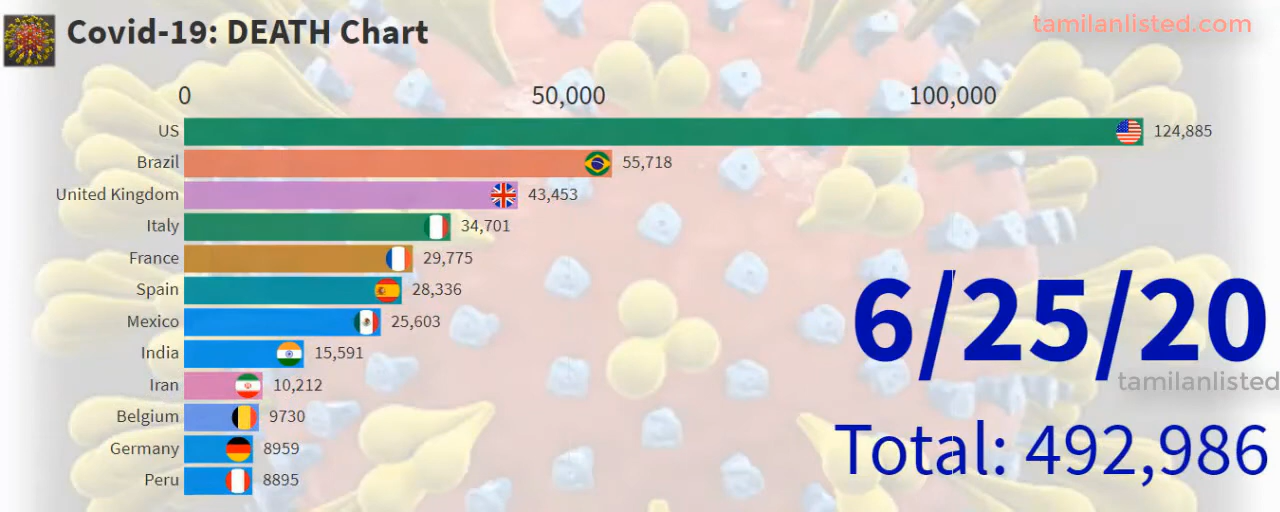 Covid-19: DEATH Chart
tamilanlisted.com
0 50,000 100,000
US 124,885
Brazil 55,718
United Kingdom 43,453
Italy 34,701
France 29,775
Spain 28,336
Mexico 25,603
India 15,591
Iran 10,212
Belgium 9730
Germany 8959
Peru 8895
6/25/20
tamilanlisted
Total: 492,986